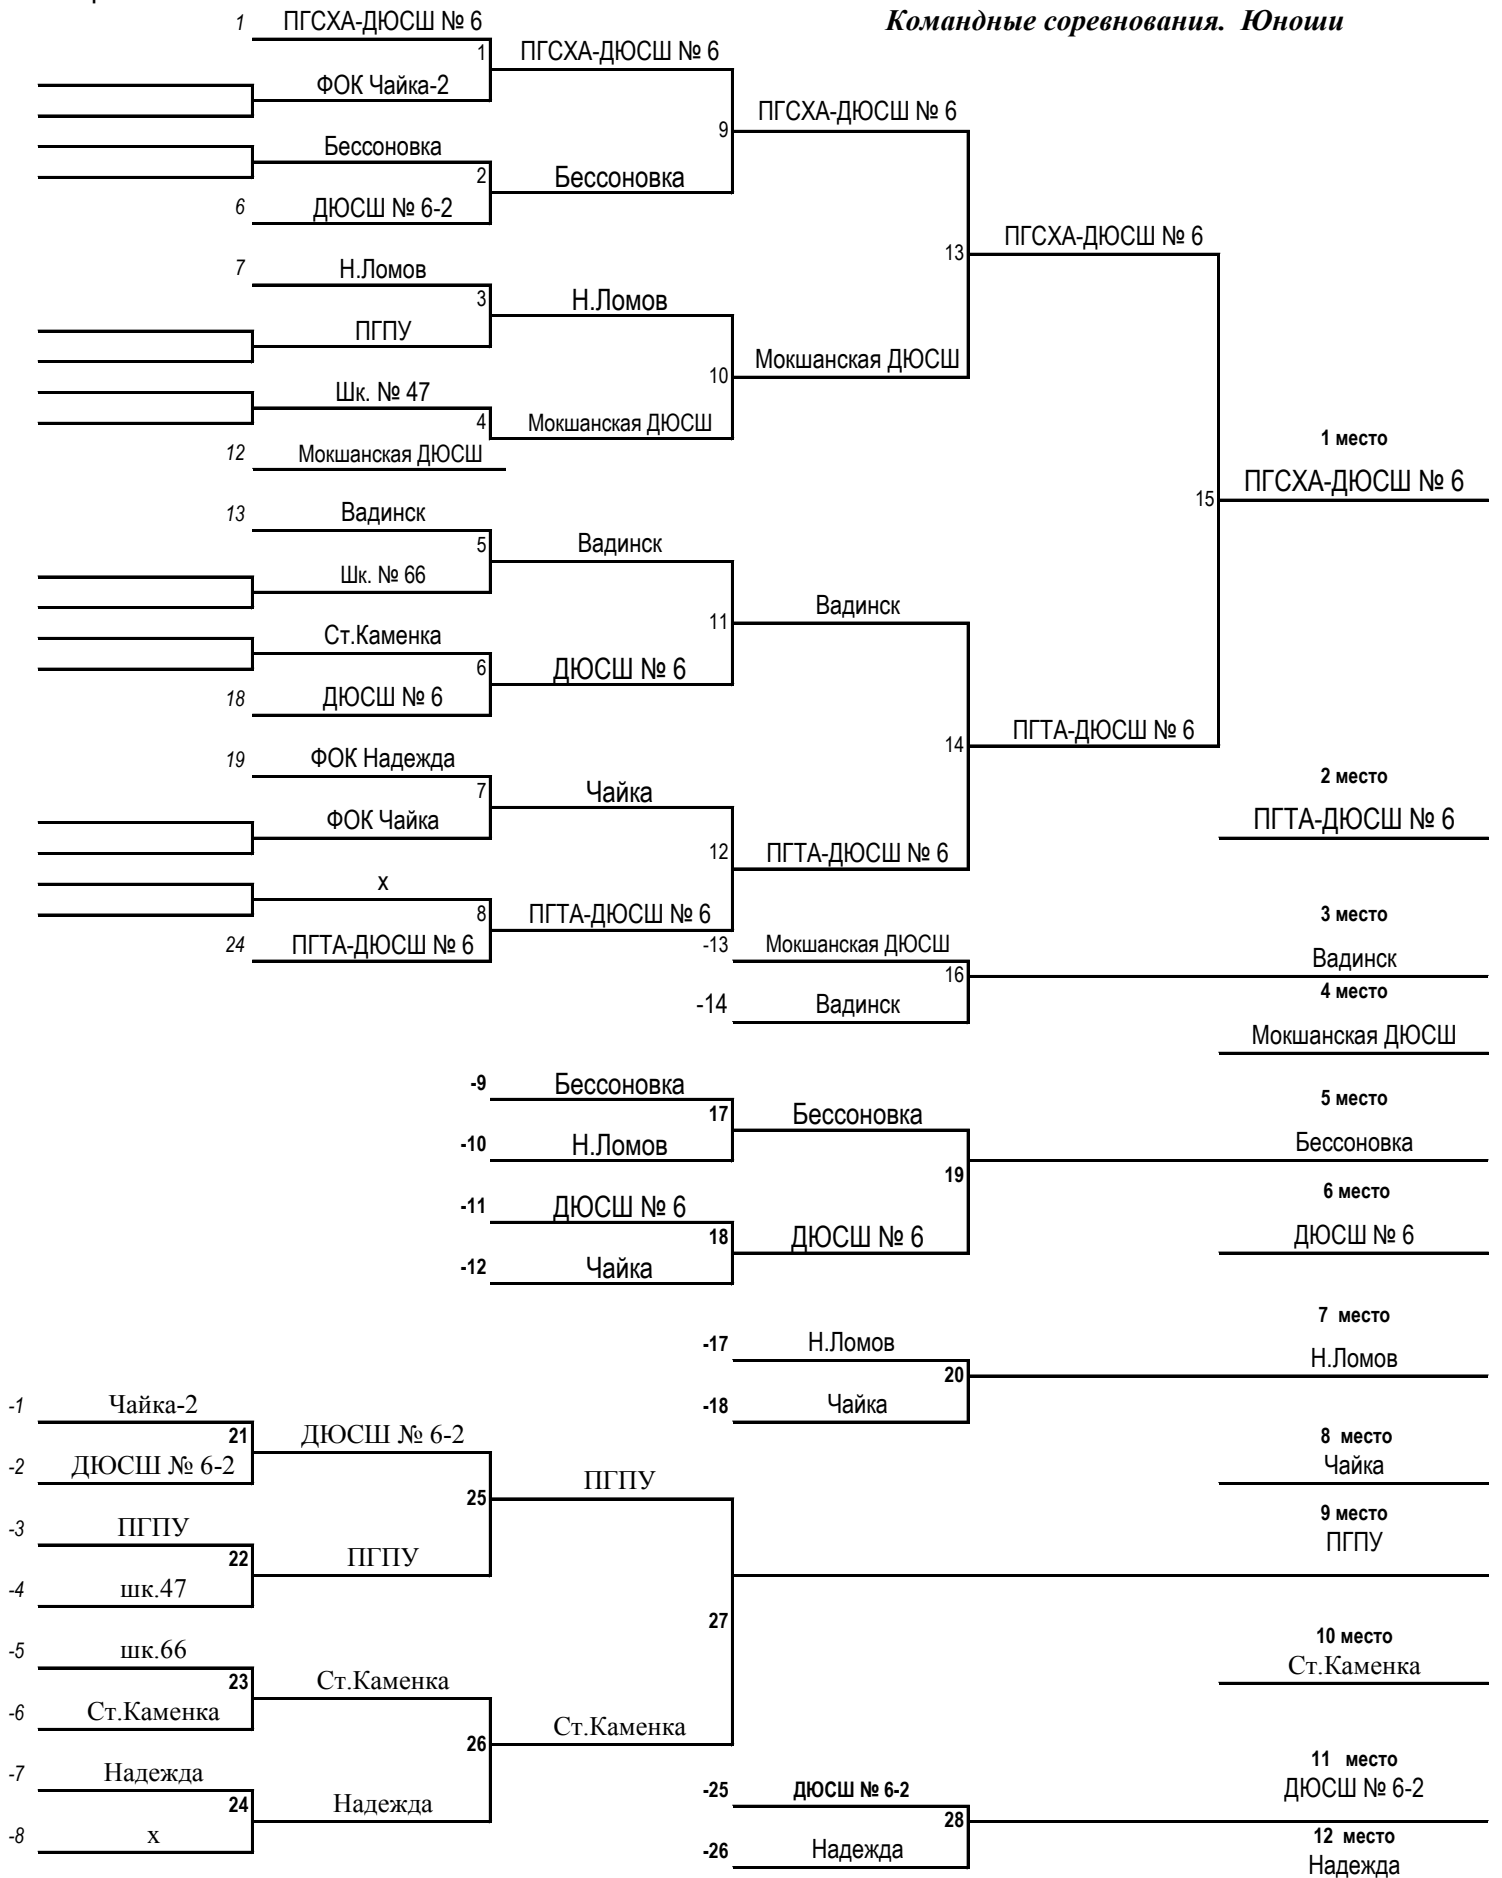 Командные соревнования.  Юноши
1 ПГСХА-ДЮСШ № 6
1 ПГСХА-ДЮСШ № 6
ФОК Чайка-2
ПГСХА-ДЮСШ № 6
9
Бессоновка
2 Бессоновка
6 ДЮСШ № 6-2
ПГСХА-ДЮСШ № 6
13
7 Н.Ломов
3 Н.Ломов
ПГПУ
Мокшанская ДЮСШ
10
Шк. № 47
4 Мокшанская ДЮСШ
12 Мокшанская ДЮСШ
1 место
ПГСХА-ДЮСШ № 6
15
13 Вадинск
5 Вадинск
Шк. № 66
Вадинск
11
Ст.Каменка
6 ДЮСШ № 6
18 ДЮСШ № 6
ПГТА-ДЮСШ № 6
14
19 ФОК Надежда
7 Чайка
ФОК Чайка
2 место
ПГТА-ДЮСШ № 6
12 ПГТА-ДЮСШ № 6
х
8 ПГТА-ДЮСШ № 6
24 ПГТА-ДЮСШ № 6
3 место
-13 Мокшанская ДЮСШ
16 Вадинск
-14 Вадинск
4 место
Мокшанская ДЮСШ
-9 Бессоновка
17 Бессоновка
-10 Н.Ломов
5 место
Бессоновка
19
-11 ДЮСШ № 6
18 ДЮСШ № 6
-12 Чайка
6 место
ДЮСШ № 6
7  место
-17 Н.Ломов
20 Н.Ломов
-18 Чайка
8  место
Чайка
-1 Чайка-2
21 ДЮСШ № 6-2
-2 ДЮСШ № 6-2
ПГПУ
25
-3 ПГПУ
22 ПГПУ
-4 шк.47
9 место
ПГПУ
27
-5 шк.66
23 Ст.Каменка
-6 Ст.Каменка
10 место
Ст.Каменка
Ст.Каменка
26
-7 Надежда
24 Надежда
-8 х
11   место
-25 ДЮСШ № 6-2
ДЮСШ № 6-2
28
-26 Надежда
12  место
Надежда